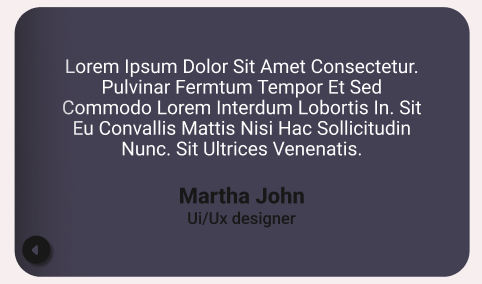 Lorem Ipsum Dolor Sit Amet Consectetur.
Pulvinar Fermtum Tempor Et Sed
Commodo Lorem Interdum Lobortis In. Sit
Eu Convallis Mattis Nisi Hac Sollicitudin
Nunc. Sit Ultrices Venenatis.
Martha John
Ui/Ux designer